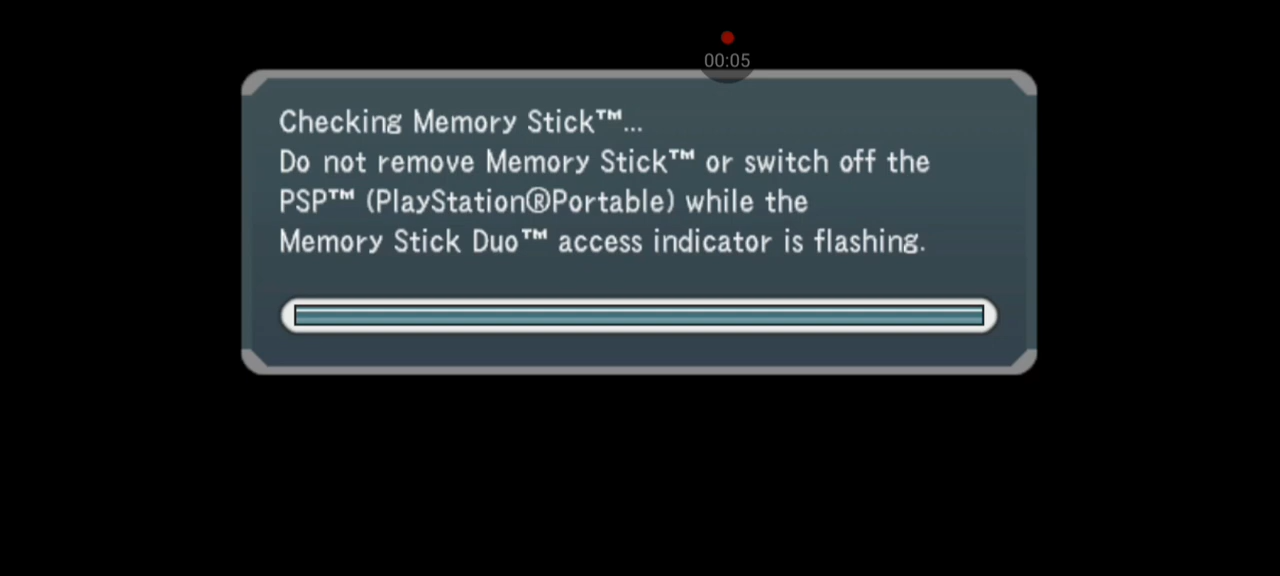 00:05
Checking Memory Stick™...
Do not remove Memory Stick™ or switch off the
PSP™ (PlayStation®Portable) while the
Memory Stick Duo™ access indicator is flashing.